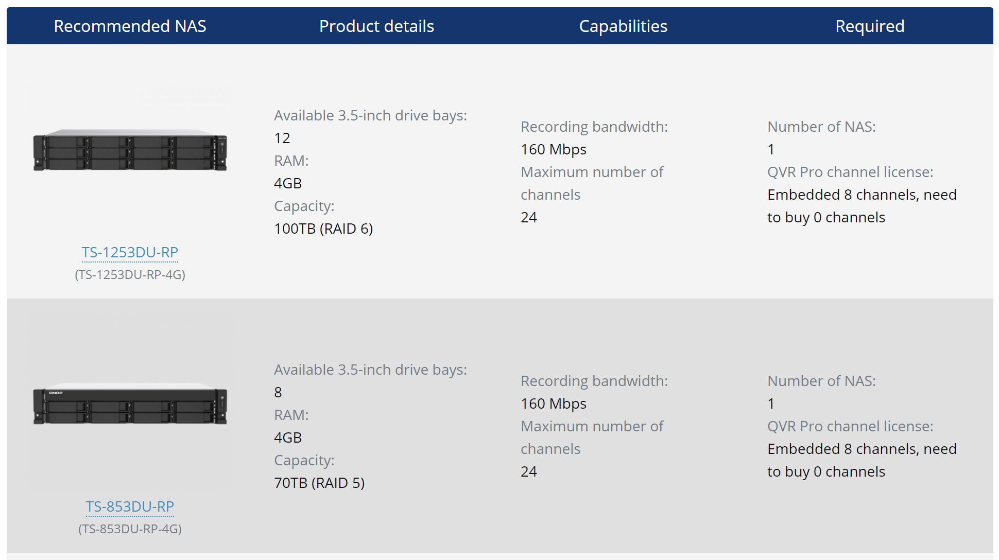 Recommended NAS
Product details
Capabilities
Required
Available 3.5-inch drive bays:
12
RAM:
4GB
Capacity:
100TB (RAID 6)
Recording bandwidth:
160 Mbps
Maximum number of
channels
24
Number of NAS:
1
QVR Pro channel license:
Embedded 8 channels, need
to buy 0 channels
TS-1253DU-RP
(TS-1253DU-RP-4G)
QNAP
Available 3.5-inch drive bays:
8
RAM:
4GB
Capacity:
70TB (RAID 5)
Recording bandwidth:
160 Mbps
Maximum number of
channels
24
Number of NAS:
1
QVR Pro channel license:
Embedded 8 channels, need
to buy 0 channels
TS-853DU-RP
(TS-853DU-RP-4G)